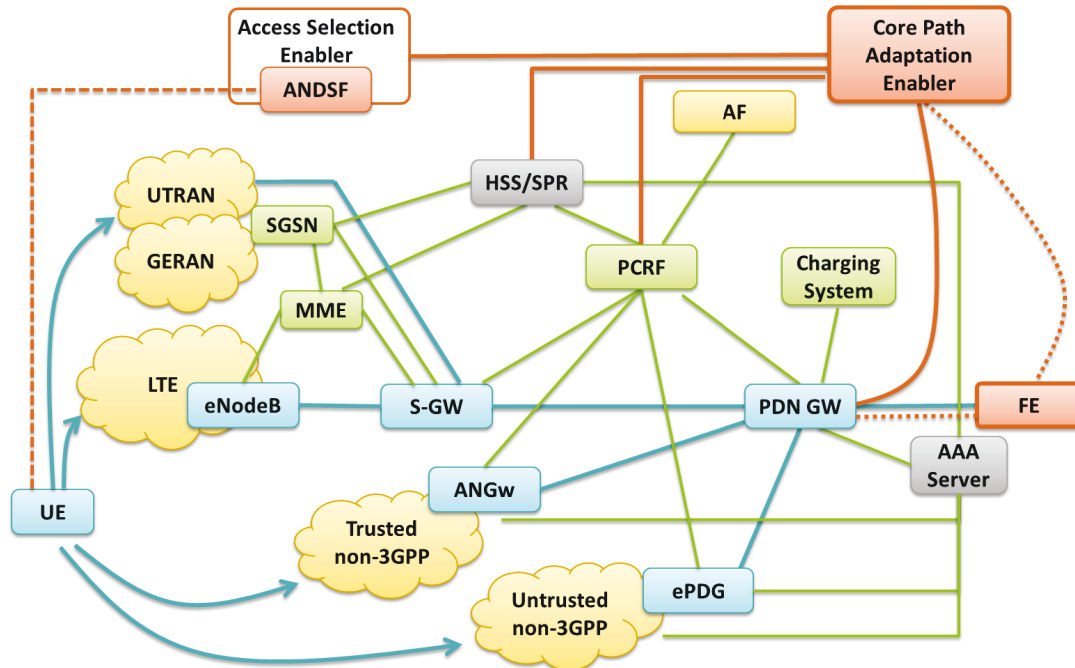 Access Selection
Enabler
ANDSF
Core Path
Adaptation
Enabler
AF
HSS/SPR
UTRAN
SGSN
GERAN
PCRF
Charging
System
MME
LTE
eNodeB
S-GW
PDN GW
FE
AAA
Server
ANGw
UE
Trusted
non-3GPP
ePDG
Untrusted
non-3GPP